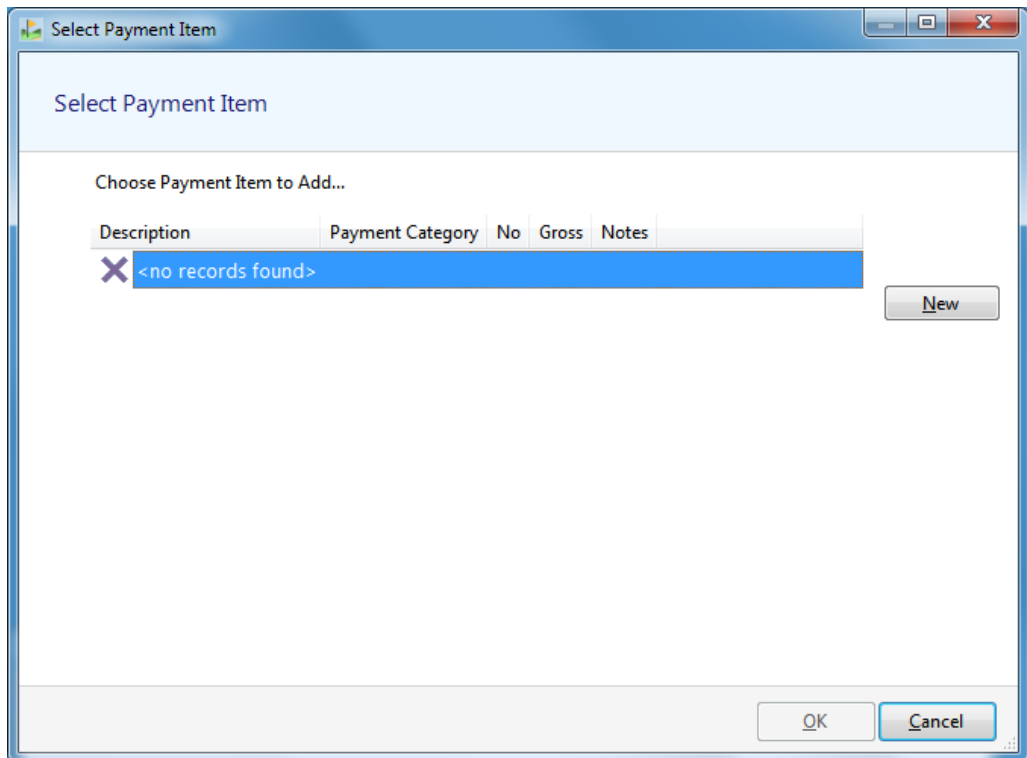 Select Payment Item
Select Payment Item
Choose Payment Item to Add...
Description Payment Category No Gross Notes
<no records found>
New
OK Cancel